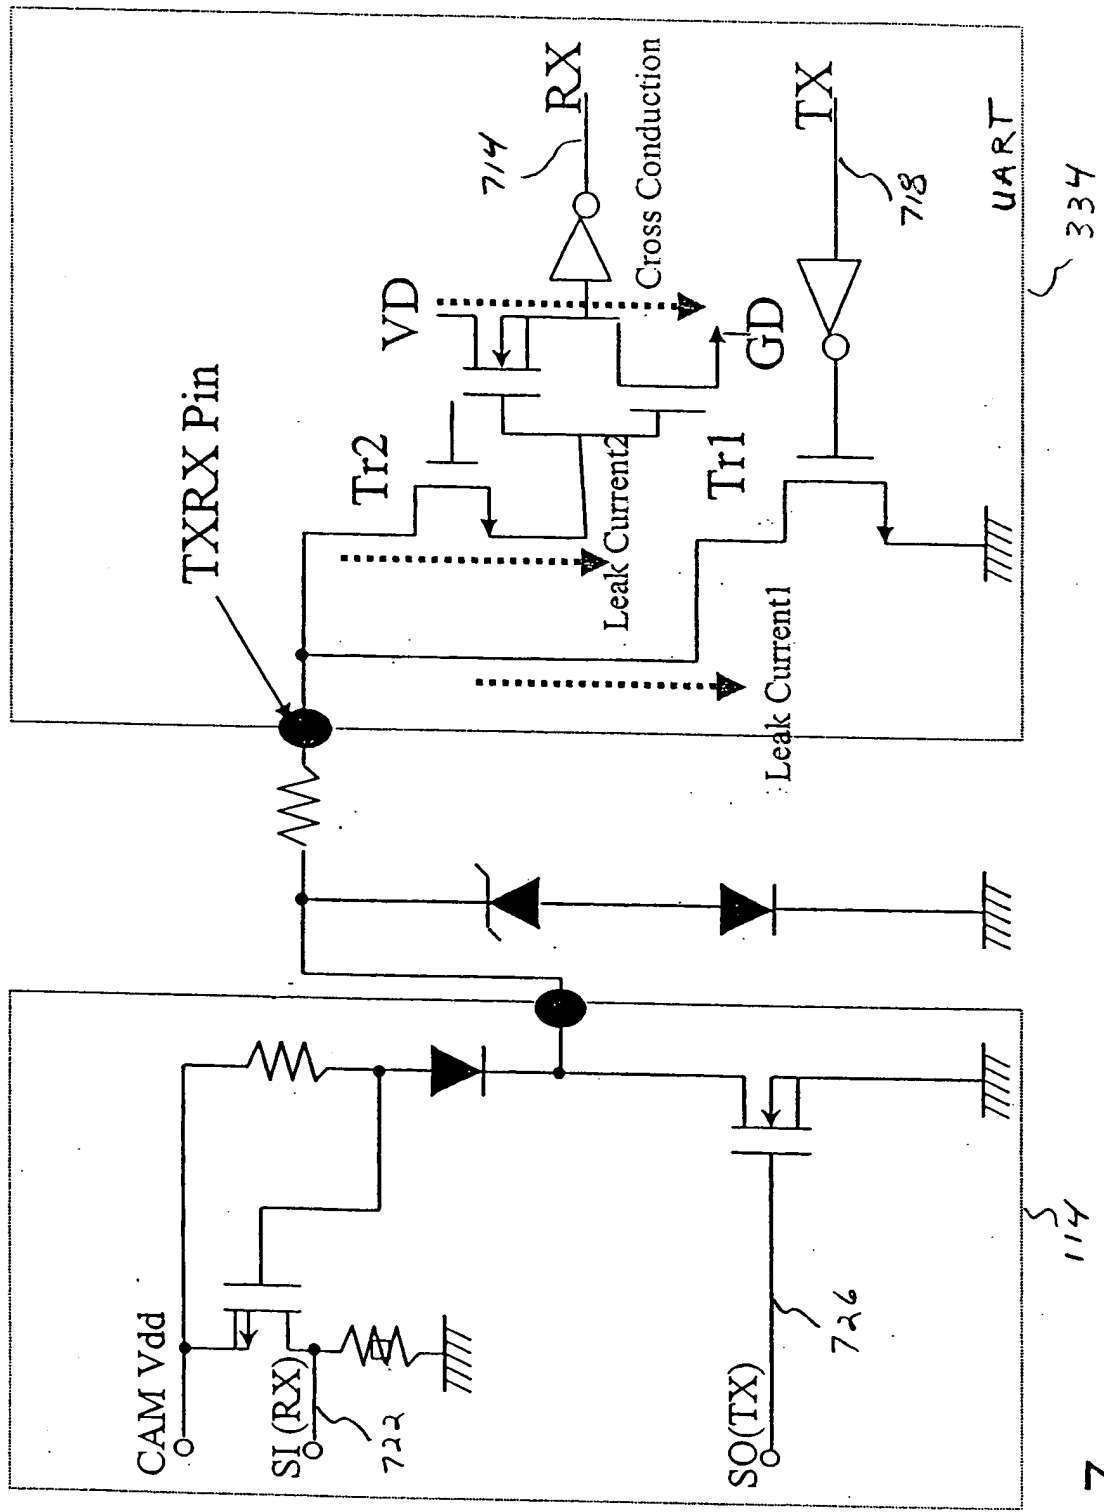 CAM Vdd
SI (RX)
722
SO(TX)
726
114
TXRX Pin
Tr2
VD
714
RX
Cross Conduction
Leak Current2
GD
Tr1
Leak Current1
TX
718
UART
334
7